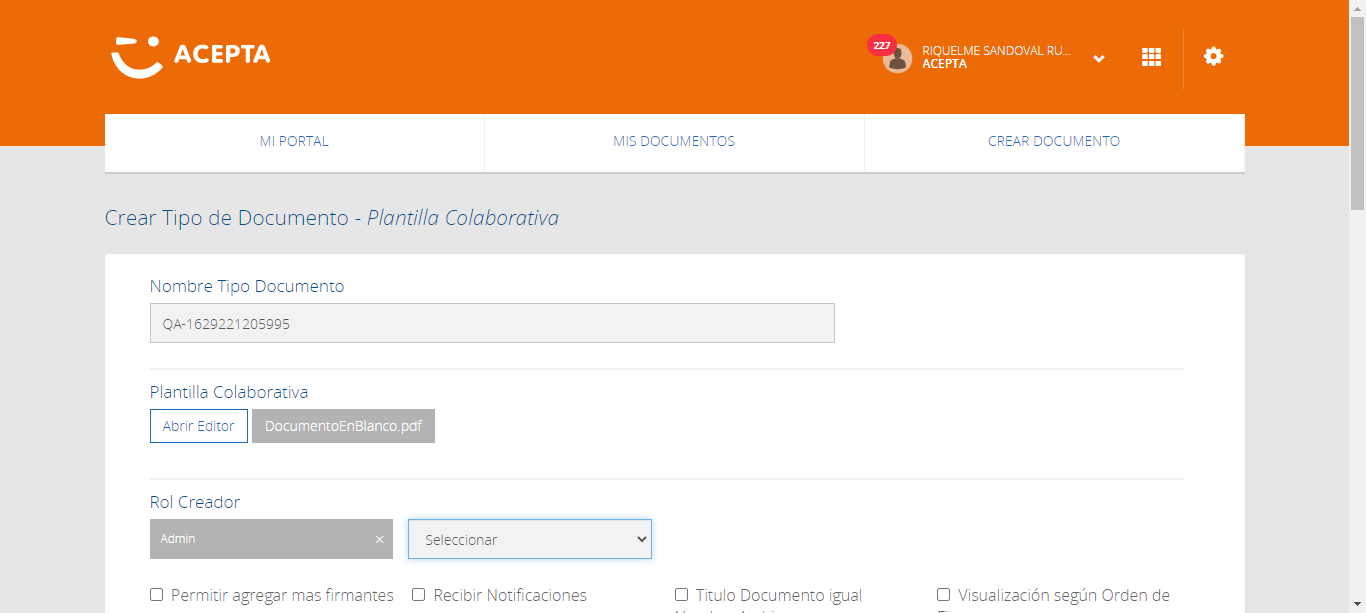 ACEPTA
227
RIQUELME SANDOVAL RU...
ACEPTA
MI PORTAL
MIS DOCUMENTOS
CREAR DOCUMENTO
Crear Tipo de Documento - Plantilla Colaborativa
Nombre Tipo Documento
QA-1629221205995
Plantilla Colaborativa
Abrir Editor
DocumentoEnBlanco.pdf
Rol Creador
Admin ×
Seleccionar
Permitir agregar mas firmantes
Recibir Notificaciones
Titulo Documento igual
Visualización según Orden de